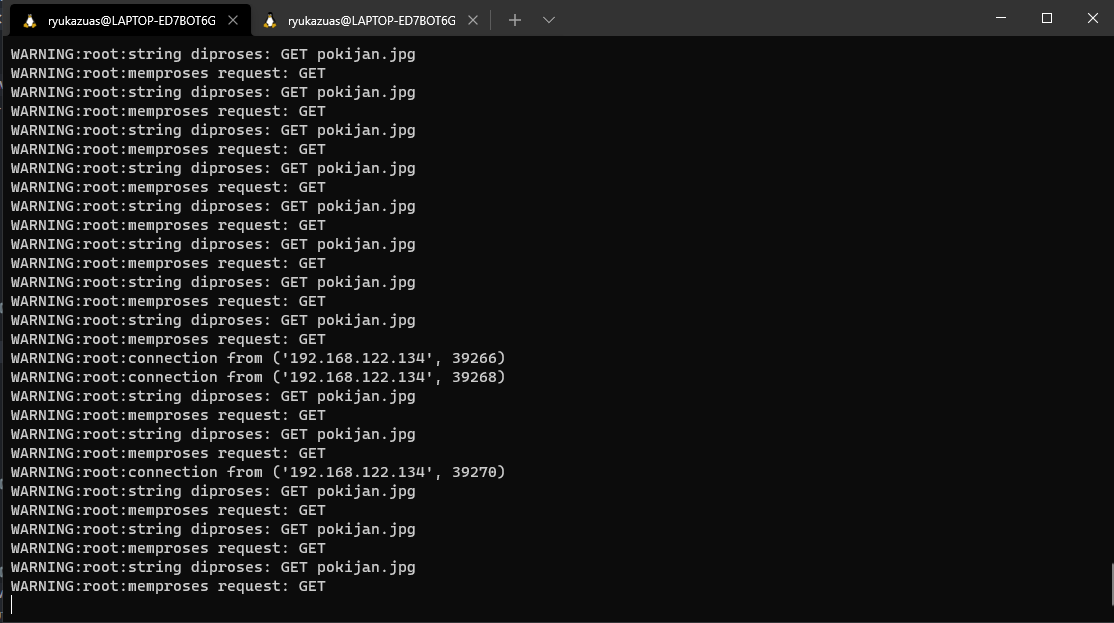 ryukazuas@LAPTOP-ED7BOT6G ryukazuas@LAPTOP-ED7BOT6G
WARNING:root:string diproses: GET pokijan.jpg
WARNING:root:memproses request: GET
WARNING:root:string diproses: GET pokijan.jpg
WARNING:root:memproses request: GET
WARNING:root:string diproses: GET pokijan.jpg
WARNING:root:memproses request: GET
WARNING:root:string diproses: GET pokijan.jpg
WARNING:root:memproses request: GET
WARNING:root:string diproses: GET pokijan.jpg
WARNING:root:memproses request: GET
WARNING:root:string diproses: GET pokijan.jpg
WARNING:root:memproses request: GET
WARNING:root:string diproses: GET pokijan.jpg
WARNING:root:memproses request: GET
WARNING:root:string diproses: GET pokijan.jpg
WARNING:root:memproses request: GET
WARNING:root:connection from ('192.168.122.134', 39266)
WARNING:root:connection from ('192.168.122.134', 39268)
WARNING:root:string diproses: GET pokijan.jpg
WARNING:root:memproses request: GET
WARNING:root:string diproses: GET pokijan.jpg
WARNING:root:memproses request: GET
WARNING:root:connection from ('192.168.122.134', 39270)
WARNING:root:string diproses: GET pokijan.jpg
WARNING:root:memproses request: GET
WARNING:root:string diproses: GET pokijan.jpg
WARNING:root:memproses request: GET
WARNING:root:string diproses: GET pokijan.jpg
WARNING:root:memproses request: GET